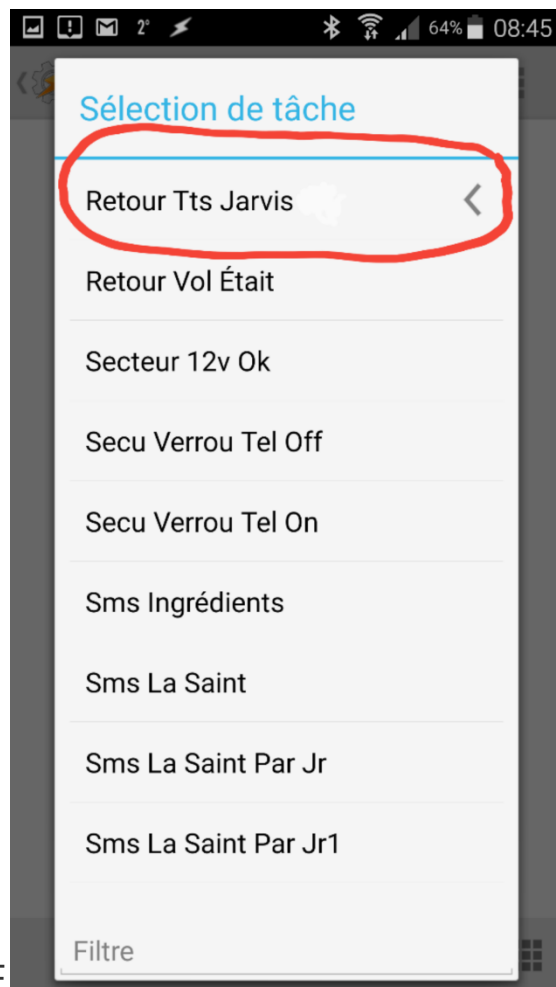 2° 64% 08:45
Sélection de tâche
Retour Tts Jarvis
Retour Vol Était
Secteur 12v Ok
Secu Verrou Tel Off
Secu Verrou Tel On
Sms Ingrédients
Sms La Saint
Sms La Saint Par Jr
Sms La Saint Par Jr1
Filtre